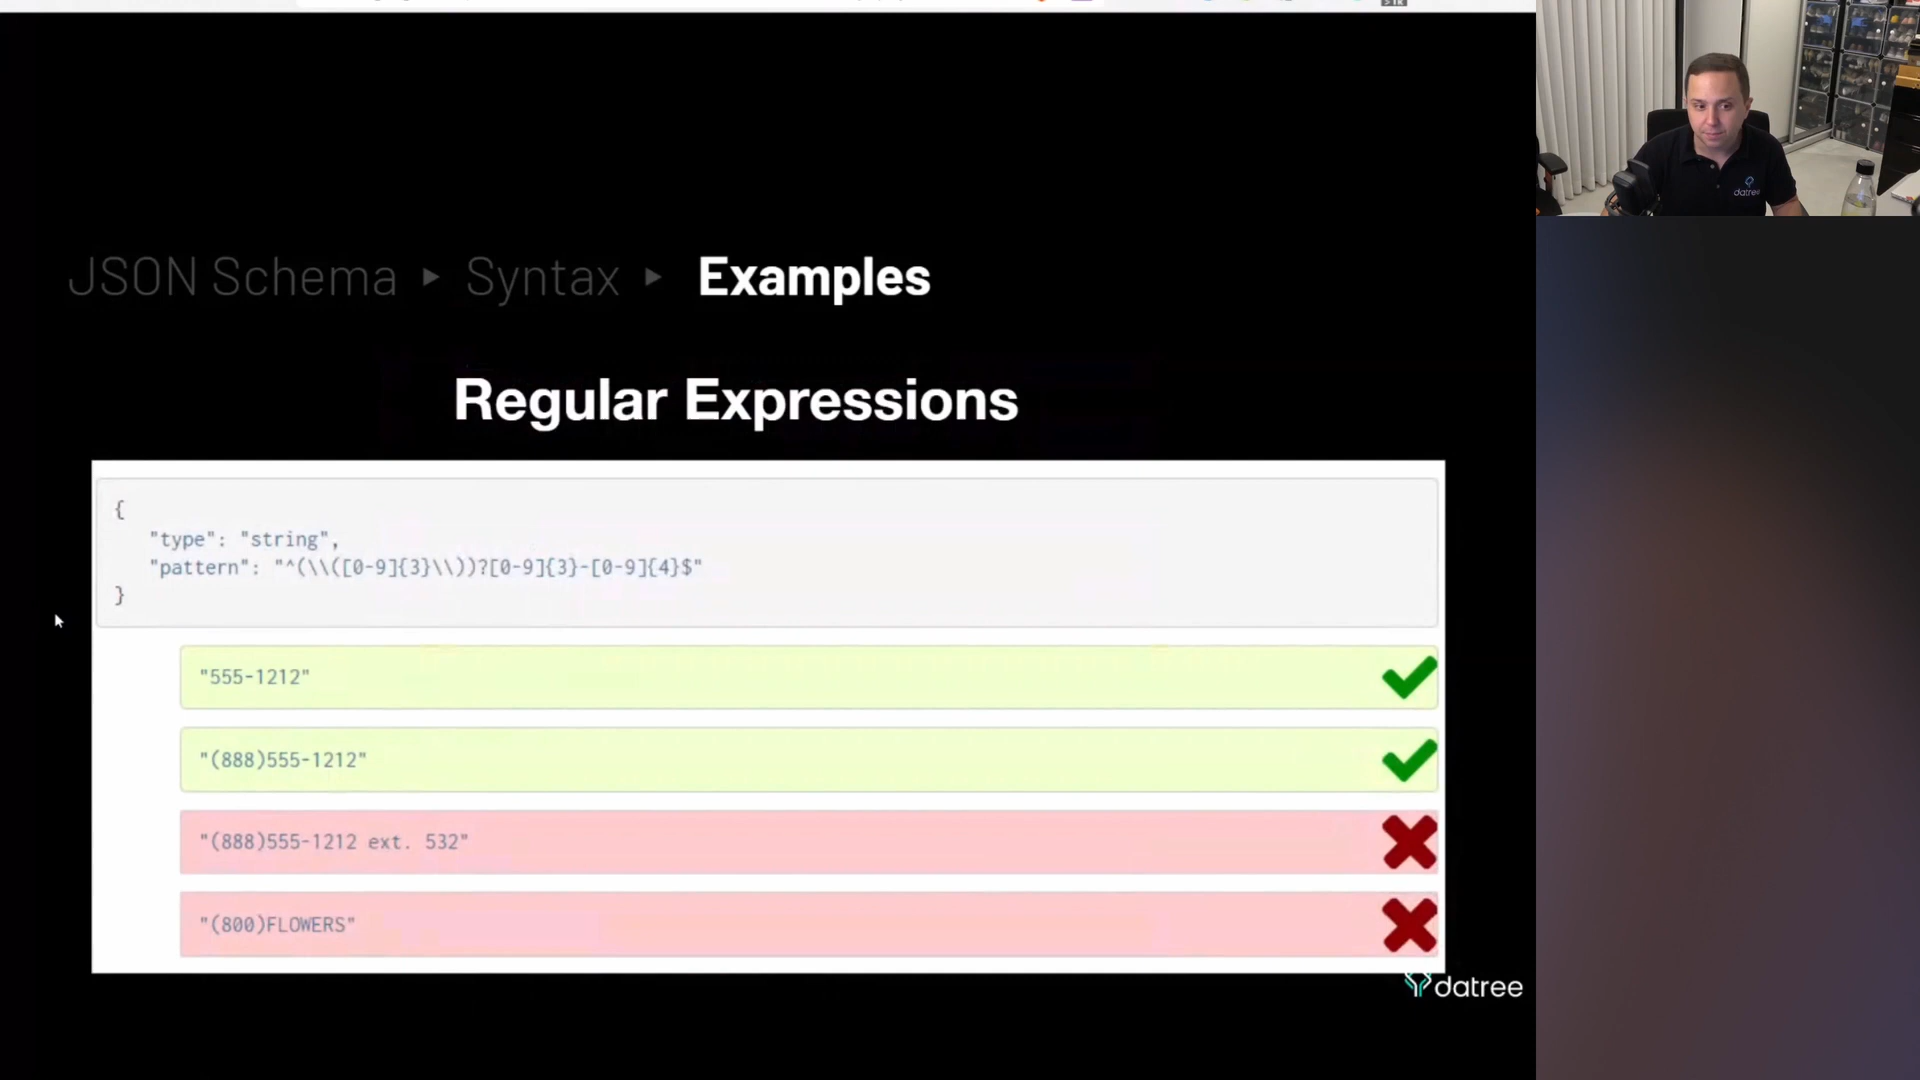 JSON Schema ▸ Syntax ▸ Examples
Regular Expressions
{
"type": "string",
"pattern": "^(\\([0-9]{3}\\))?[0-9]{3}-[0-9]{4}$"
}
"555-1212"
"(888)555-1212"
"(888)555-1212 ext. 532"
"(800)FLOWERS"
datree
datree